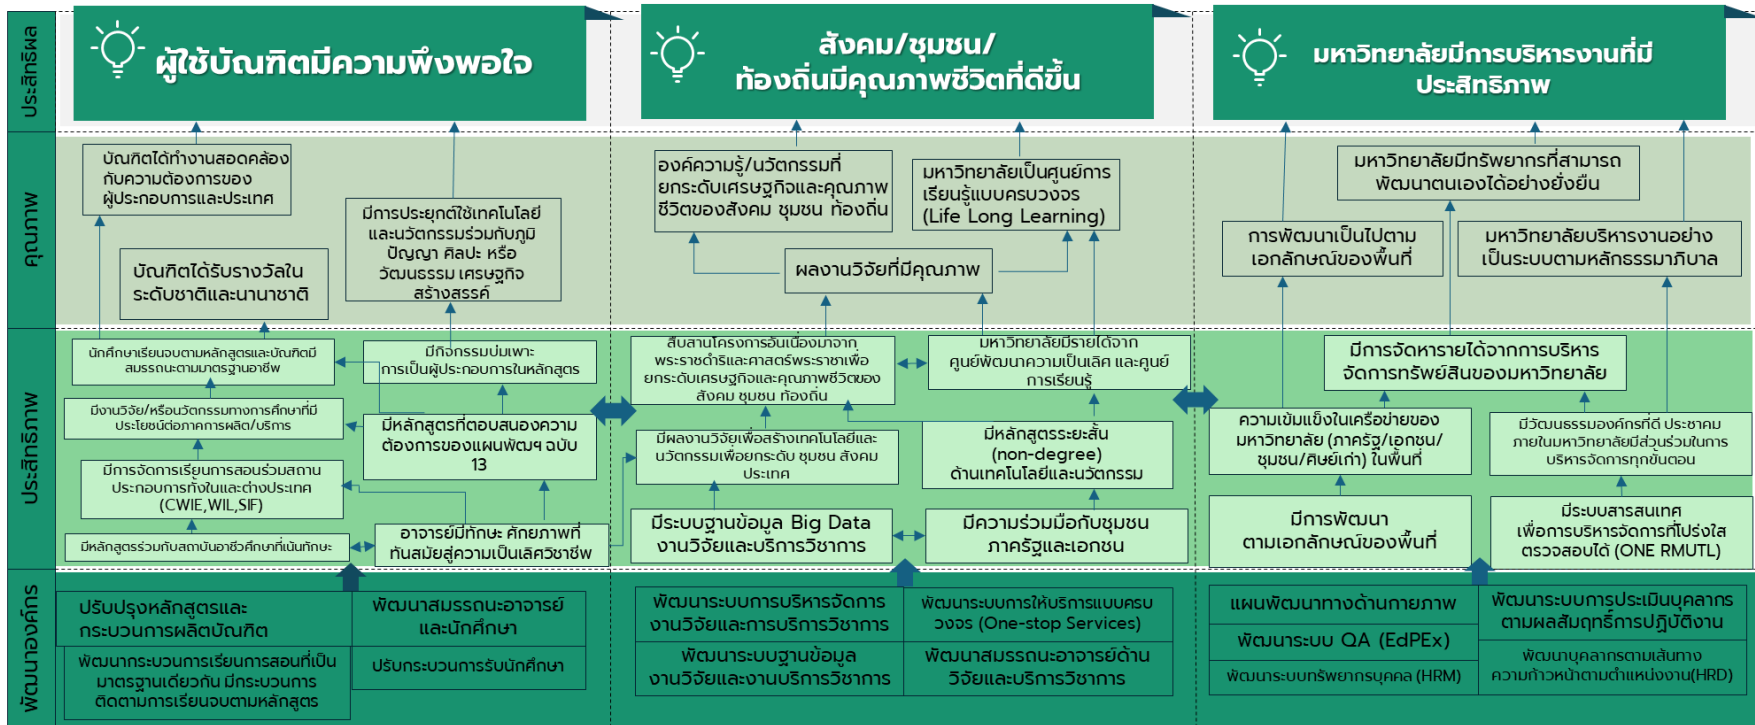 ประสิทธิผล
ผู้ใช้บัณฑิตมีความพึงพอใจ
สังคม/ชุมชน/
ท้องถิ่นมีคุณภาพชีวิตที่ดีขึ้น
มหาวิทยาลัยมีการบริหารงานที่มี
ประสิทธิภาพ
คุณภาพ
บัณฑิตได้ทำงานสอดคล้อง
กับความต้องการของ
ผู้ประกอบการและประเทศ
มีการประยุกต์ใช้เทคโนโลยี
และนวัตกรรมร่วมกับภูมิ
ปัญญา ศิลปะ หรือ
วัฒนธรรม เศรษฐกิจ
สร้างสรรค์
บัณฑิตได้รับรางวัลใน
ระดับชาติและนานาชาติ
องค์ความรู้/นวัตกรรมที่
ยกระดับเศรษฐกิจและคุณภาพ
ชีวิตของสังคม ชุมชน ท้องถิ่น
มหาวิทยาลัยเป็นศูนย์การ
เรียนรู้แบบครบวงจร
(Life Long Learning)
ผลงานวิจัยที่มีคุณภาพ
มหาวิทยาลัยมีทรัพยากรที่สามารถ
พัฒนาตนเองได้อย่างยั่งยืน
การพัฒนาเป็นไปตาม
เอกลักษณ์ของพื้นที่
มหาวิทยาลัยบริหารงานอย่าง
เป็นระบบตามหลักธรรมาภิบาล
ประสิทธิภาพ
นักศึกษาเรียนจบตามหลักสูตรและบัณฑิตมี
สมรรถนะตามมาตรฐานอาชีพ
มีกิจกรรมบ่มเพาะ
การเป็นผู้ประกอบการในหลักสูตร
มีงานวิจัย/หรือนวัตกรรมทางการศึกษาที่มี
ประโยชน์ต่อภาคการผลิต/บริการ
มีหลักสูตรที่ตอบสนองความ
ต้องการของแผนพัฒฯ ฉบับ
13
มีการจัดการเรียนการสอนร่วมสถาน
ประกอบการทั้งในและต่างประเทศ
(CWIE,WIL,SIF)
มีหลักสูตรร่วมกับสถาบันอาชีวศึกษาที่เน้นทักษะ
อาจารย์มีทักษะ ศักยภาพที่
ทันสมัยสู่ความเป็นเลิศวิชาชีพ
สืบสานโครงการอันเนื่องมาจาก
พระราชดำริและศาสตร์พระราชาเพื่อ
ยกระดับเศรษฐกิจและคุณภาพชีวิตของ
สังคม ชุมชน ท้องถิ่น
มหาวิทยาลัยมีรายได้จาก
ศูนย์พัฒนาความเป็นเลิศ และศูนย์
การเรียนรู้
มีผลงานวิจัยเพื่อสร้างเทคโนโลยีและ
นวัตกรรมเพื่อยกระดับ ชุมชน สังคม
ประเทศ
มีหลักสูตรระยะสั้น
(non-degree)
ด้านเทคโนโลยีและนวัตกรรม
มีระบบฐานข้อมูล Big Data
งานวิจัยและบริการวิชาการ
มีความร่วมมือกับชุมชน
ภาครัฐและเอกชน
มีการจัดหารายได้จากการบริหาร
จัดการทรัพย์สินของมหาวิทยาลัย
ความเข้มแข็งในเครือข่ายของ
มหาวิทยาลัย (ภาครัฐ/เอกชน/
ชุมชน/ศิษย์เก่า) ในพื้นที่
มีวัฒนธรรมองค์กรที่ดี ประชาคม
ภายในมหาวิทยาลัยมีส่วนร่วมในการ
บริหารจัดการทุกขั้นตอน
มีการพัฒนา
ตามเอกลักษณ์ของพื้นที่
มีระบบสารสนเทศ
เพื่อการบริหารจัดการที่โปร่งใส
ตรวจสอบได้ (ONE RMUTL)
พัฒนาองค์กร
ปรับปรุงหลักสูตรและ
กระบวนการผลิตบัณฑิต
พัฒนาสมรรถนะอาจารย์
และนักศึกษา
พัฒนากระบวนการเรียนการสอนที่เป็น
มาตรฐานเดียวกัน มีกระบวนการ
ติดตามการเรียนจบตามหลักสูตร
ปรับกระบวนการรับนักศึกษา
พัฒนาระบบการบริหารจัดการ
งานวิจัยและการบริการวิชาการ
พัฒนาระบบการให้บริการแบบครบ
วงจร (One-stop Services)
พัฒนาระบบฐานข้อมูล
งานวิจัยและงานบริการวิชาการ
พัฒนาสมรรถนะอาจารย์ด้าน
วิจัยและบริการวิชาการ
แผนพัฒนาทางด้านกายภาพ
พัฒนาระบบ QA (EdPEx)
พัฒนาระบบทรัพยากรบุคคล (HRM)
พัฒนาระบบการประเมินบุคลากร
ตามผลสัมฤทธิ์การปฏิบัติงาน
พัฒนาบุคลากรตามเส้นทาง
ความก้าวหน้าตามตำแหน่งงาน(HRD)